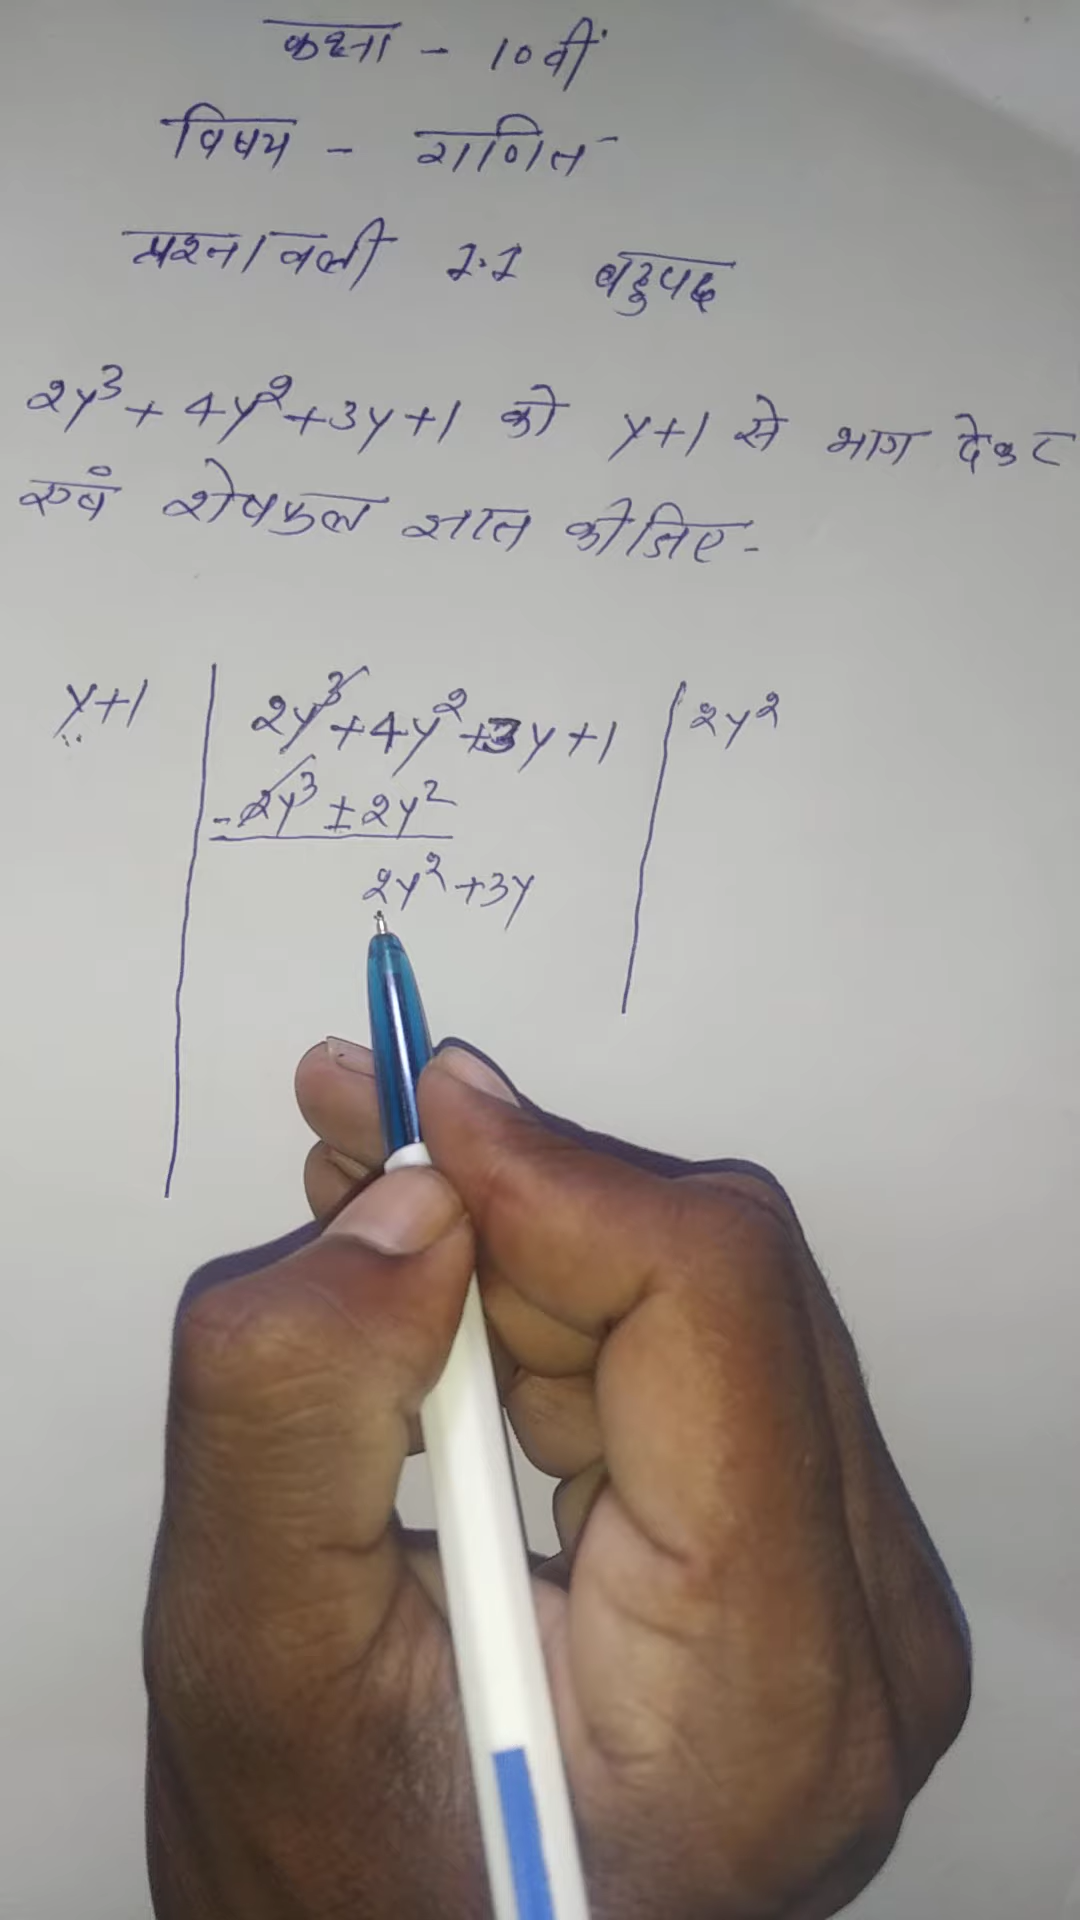 कक्षा - 10वीं
विषय - गणित
प्रश्नावली 1.1 बहुपद
2y³ + 4y² + 3y + 1 को y+1 से भाग देकर
एवं शेषफल ज्ञात कीजिए -
y+1 | 2y³ + 4y² + 3y + 1 | 2y²
- 2y³ ± 2y²
2y² + 3y